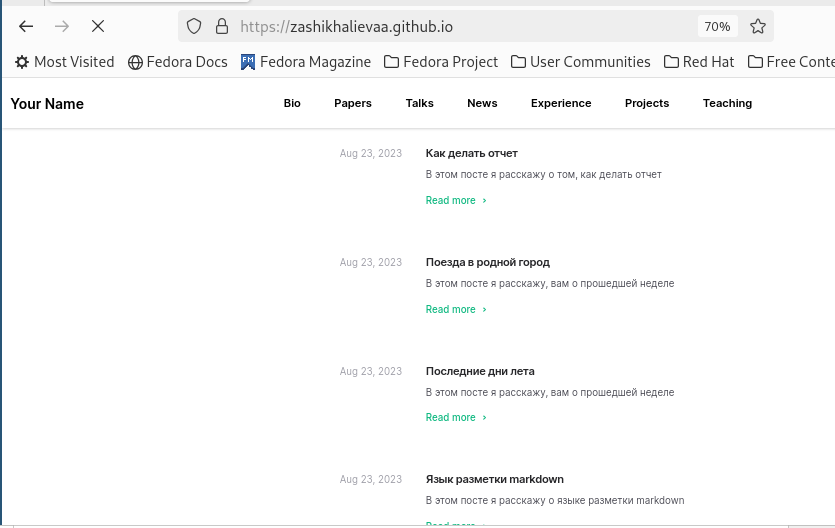 https://zashikhalievaa.github.io 70%
Most Visited Fedora Docs Fedora Magazine Fedora Project User Communities Red Hat Free Conte
Your Name Bio Papers Talks News Experience Projects Teaching
Aug 23, 2023 Как делать отчет
В этом посте я расскажу о том, как делать отчет
Read more ›
Aug 23, 2023 Поезда в родной город
В этом посте я расскажу, вам о прошедшей неделе
Read more ›
Aug 23, 2023 Последние дни лета
В этом посте я расскажу, вам о прошедшей неделе
Read more ›
Aug 23, 2023 Язык разметки markdown
В этом посте я расскажу о языке разметки markdown
Read more ›